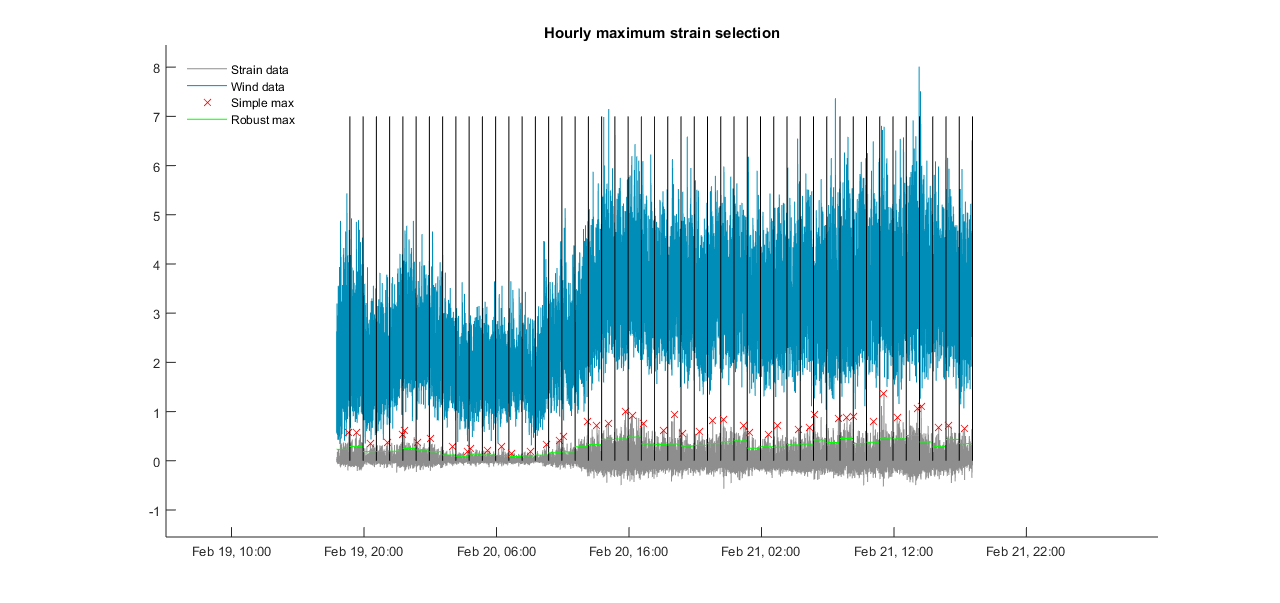 Hourly maximum strain selection
Strain data
Wind data
Simple max
Robust max
8
7
6
5
4
3
2
1
0
-1
Feb 19, 10:00 Feb 19, 20:00 Feb 20, 06:00 Feb 20, 16:00 Feb 21, 02:00 Feb 21, 12:00 Feb 21, 22:00